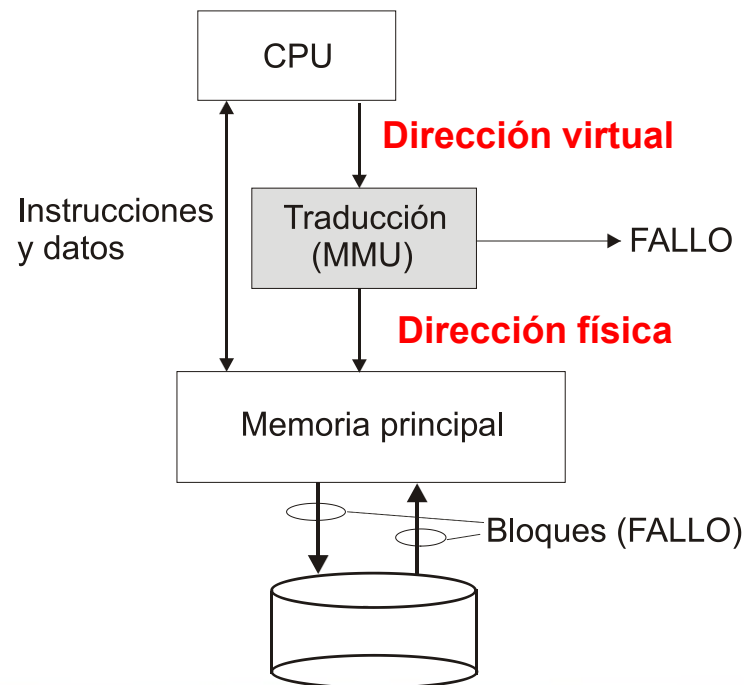 CPU
Dirección virtual
Instrucciones
y datos
Traducción
(MMU)
FALLO
Dirección física
Memoria principal
Bloques (FALLO)